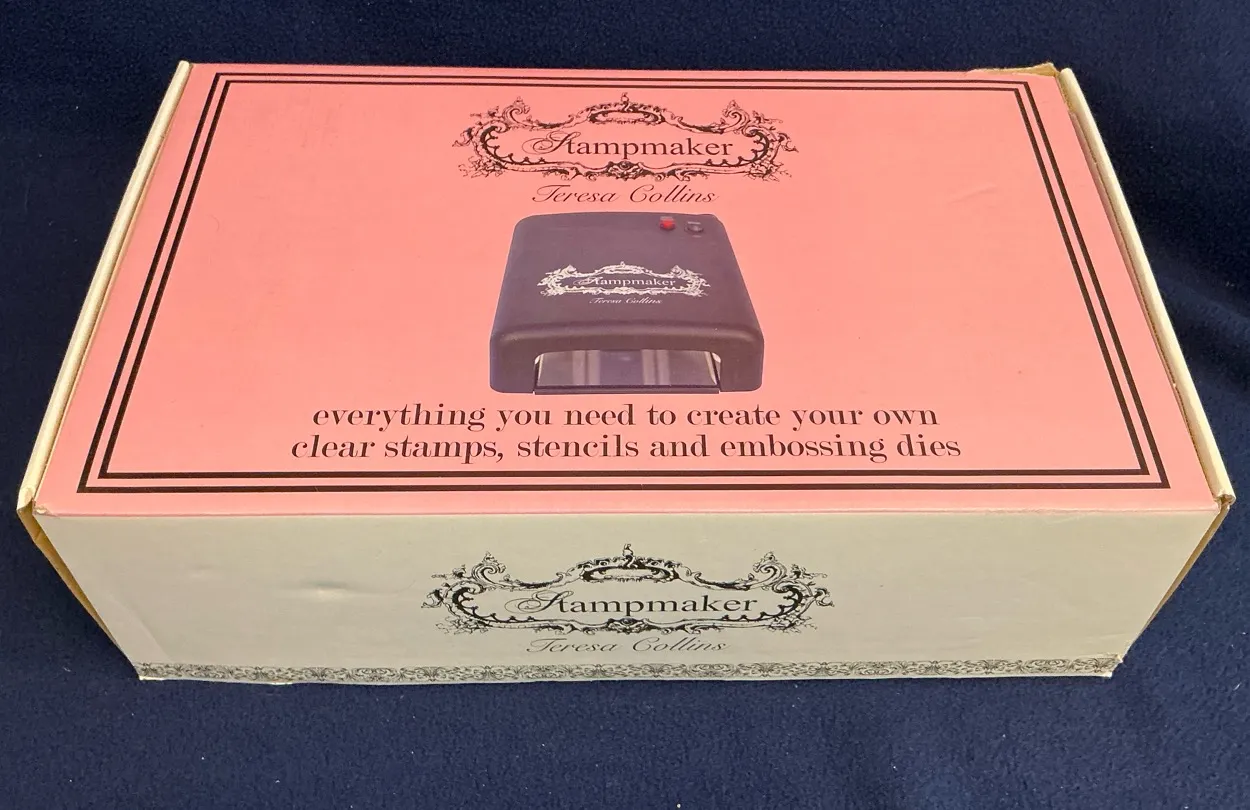 Stampmaker
Teresa Collins
Stampmaker
Teresa Collins
everything you need to create your own
clear stamps, stencils and embossing dies
Stampmaker
Teresa Collins